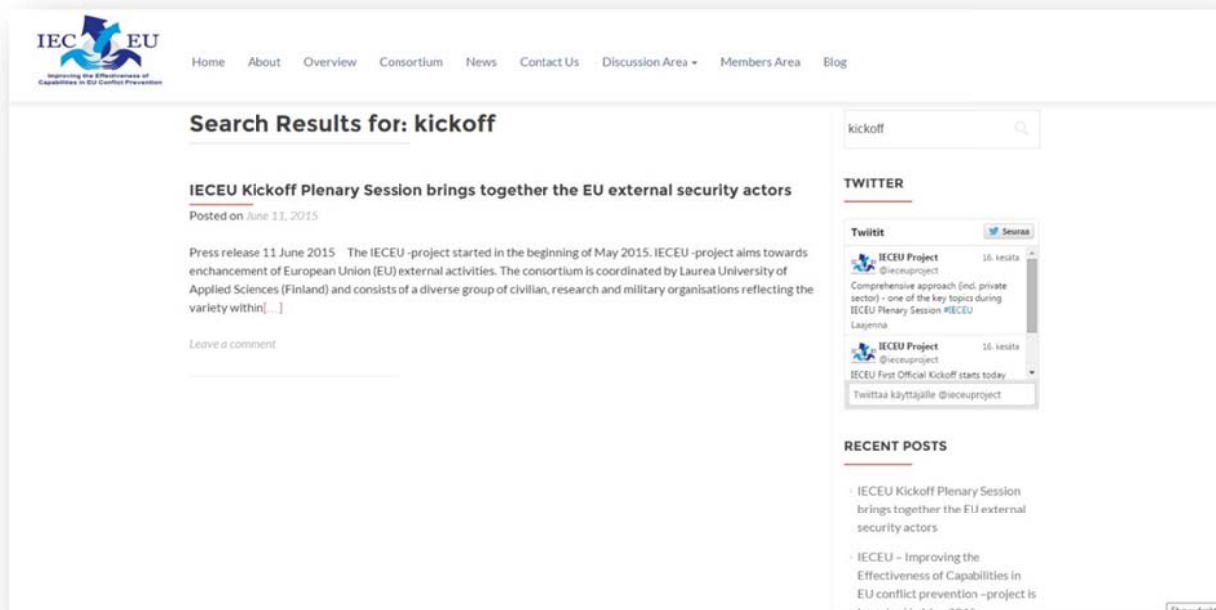 IEC EU
Improving the Effectiveness of
Capabilities in EU Conflict Prevention
Home About Overview Consortium News Contact Us Discussion Area Members Area Blog
Search Results for: kickoff
IECEU Kickoff Plenary Session brings together the EU external security actors
Posted on June 11, 2015
Press release 11 June 2015 The IECEU -project started in the beginning of May 2015. IECEU -project aims towards
enchancement of European Union (EU) external activities. The consortium is coordinated by Laurea University of
Applied Sciences (Finland) and consists of a diverse group of civilian, research and military organisations reflecting the
variety within[…]
Leave a comment
kickoff
TWITTER
Twiitit Seuraa
IECEU Project 16. kesäta
@ieceuproject
Comprehensive approach (incl. private
sector) - one of the key topics during
IECEU Plenary Session #IECEU
Laajenna
IECEU Project 16. kesäta
@ieceuproject
IECEU First Official Kickoff starts today
Twiittaa käyttäjälle @ieceuproject
RECENT POSTS
IECEU Kickoff Plenary Session
brings together the EU external
security actors
IECEU – Improving the
Effectiveness of Capabilities in
EU conflict prevention –project is